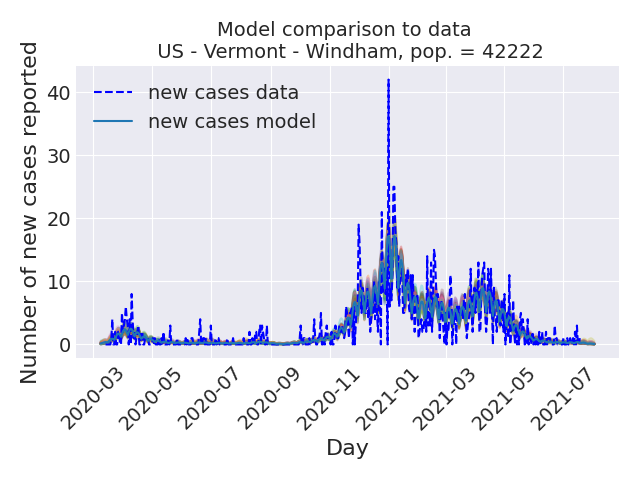 Model comparison to data
US - Vermont - Windham, pop. = 42222
Number of new cases reported
40
30
20
10
0
new cases data
new cases model
2020-03
2020-05
2020-07
2020-09
2020-11
2021-01
2021-03
2021-05
2021-07
Day